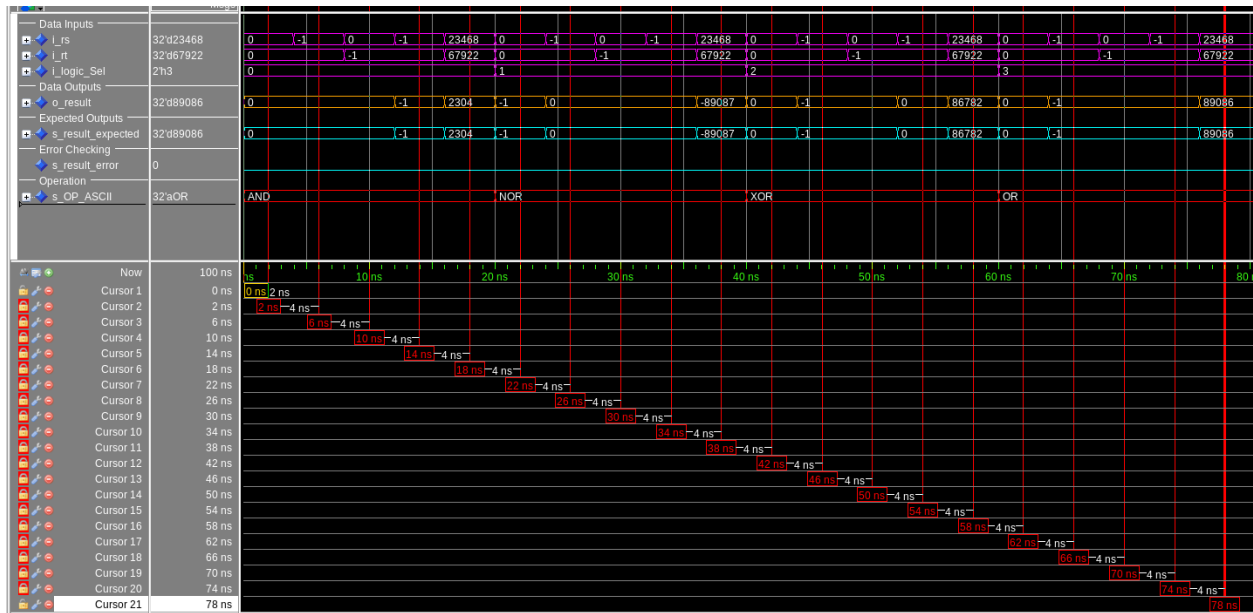 Msgs
Data Inputs
i_rs 32'd23468 0 -1 0 -1 23468 0 -1 0 -1 23468 0 -1 0 -1 23468 0 -1 0 -1 23468
i_rt 32'd67922 0 -1 67922 0 -1 67922 0 -1 67922 0 -1 67922
i_logic_Sel 2'h3 0 1 2 3
Data Outputs
o_result 32'd89086 0 -1 2304 -1 0 -89087 0 -1 0 86782 0 -1 89086
Expected Outputs
s_result_expected 32'd89086 0 -1 2304 -1 0 -89087 0 -1 0 86782 0 -1 89086
Error Checking
s_result_error 0
Operation
s_OP_ASCII 32'aOR AND NOR XOR OR
Now 100 ns ns 10 ns 20 ns 30 ns 40 ns 50 ns 60 ns 70 ns 80
Cursor 1 0 ns 0 ns 2 ns
Cursor 2 2 ns 2 ns 4 ns
Cursor 3 6 ns 6 ns 4 ns
Cursor 4 10 ns 10 ns 4 ns
Cursor 5 14 ns 14 ns 4 ns
Cursor 6 18 ns 18 ns 4 ns
Cursor 7 22 ns 22 ns 4 ns
Cursor 8 26 ns 26 ns 4 ns
Cursor 9 30 ns 30 ns 4 ns
Cursor 10 34 ns 34 ns 4 ns
Cursor 11 38 ns 38 ns 4 ns
Cursor 12 42 ns 42 ns 4 ns
Cursor 13 46 ns 46 ns 4 ns
Cursor 14 50 ns 50 ns 4 ns
Cursor 15 54 ns 54 ns 4 ns
Cursor 16 58 ns 58 ns 4 ns
Cursor 17 62 ns 62 ns 4 ns
Cursor 18 66 ns 66 ns 4 ns
Cursor 19 70 ns 70 ns 4 ns
Cursor 20 74 ns 74 ns 4 ns
Cursor 21 78 ns 78 ns